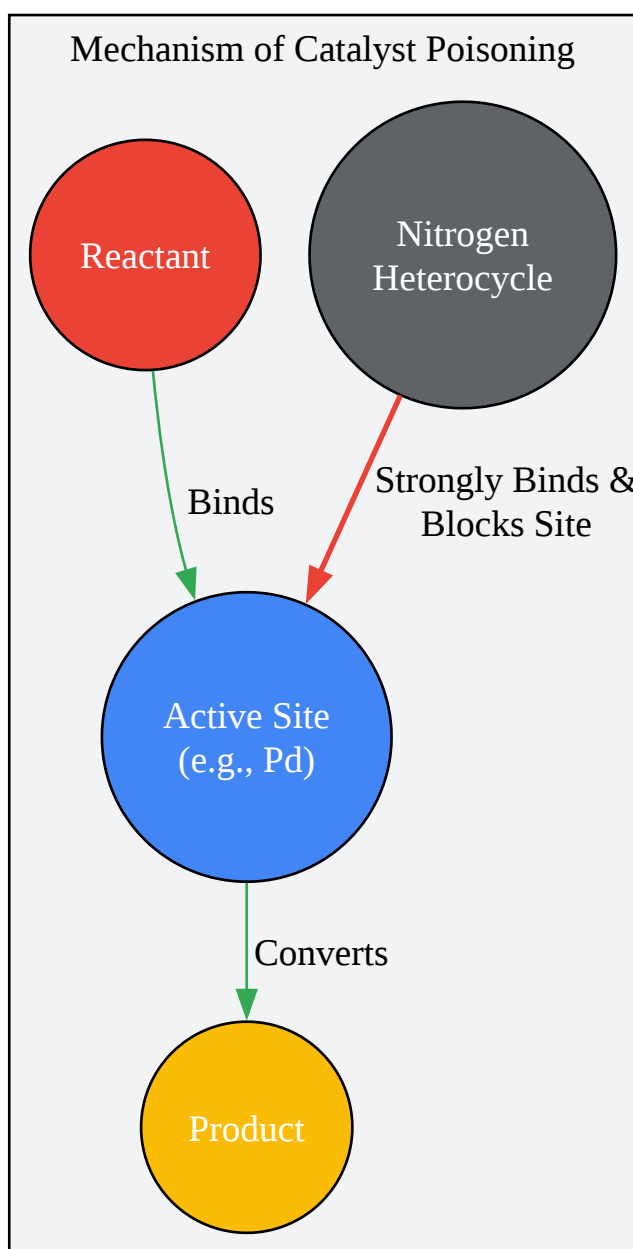 Mechanism of Catalyst Poisoning
Reactant
Nitrogen
Heterocycle
Binds
Strongly Binds &
Blocks Site
Active Site
(e.g., Pd)
Converts
Product